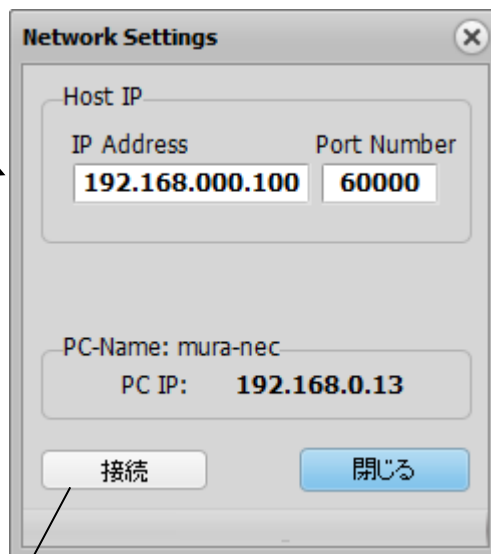 Network Settings
Host IP
IP Address Port Number
192.168.000.100 60000
PC-Name: mura-nec
PC IP: 192.168.0.13
接続 閉じる